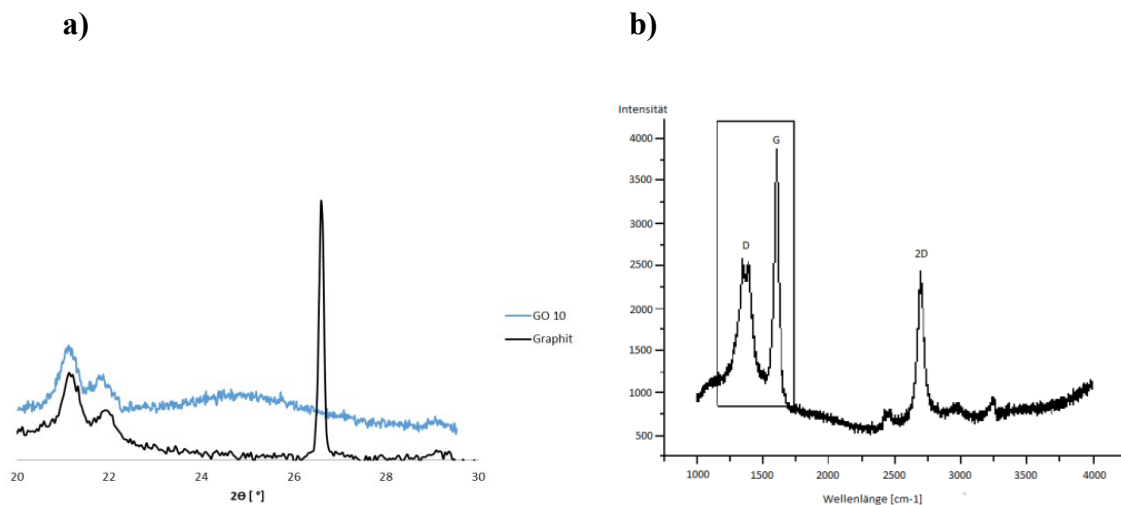 a)
GO 10
Graphit
20 22 24 26 28 30
2Ө [ °]
b)
Intensität
4000
3500
3000
2500
2000
1500
1000
500
D
G
2D
1000 1500 2000 2500 3000 3500 4000
Wellenlänge [cm-1]